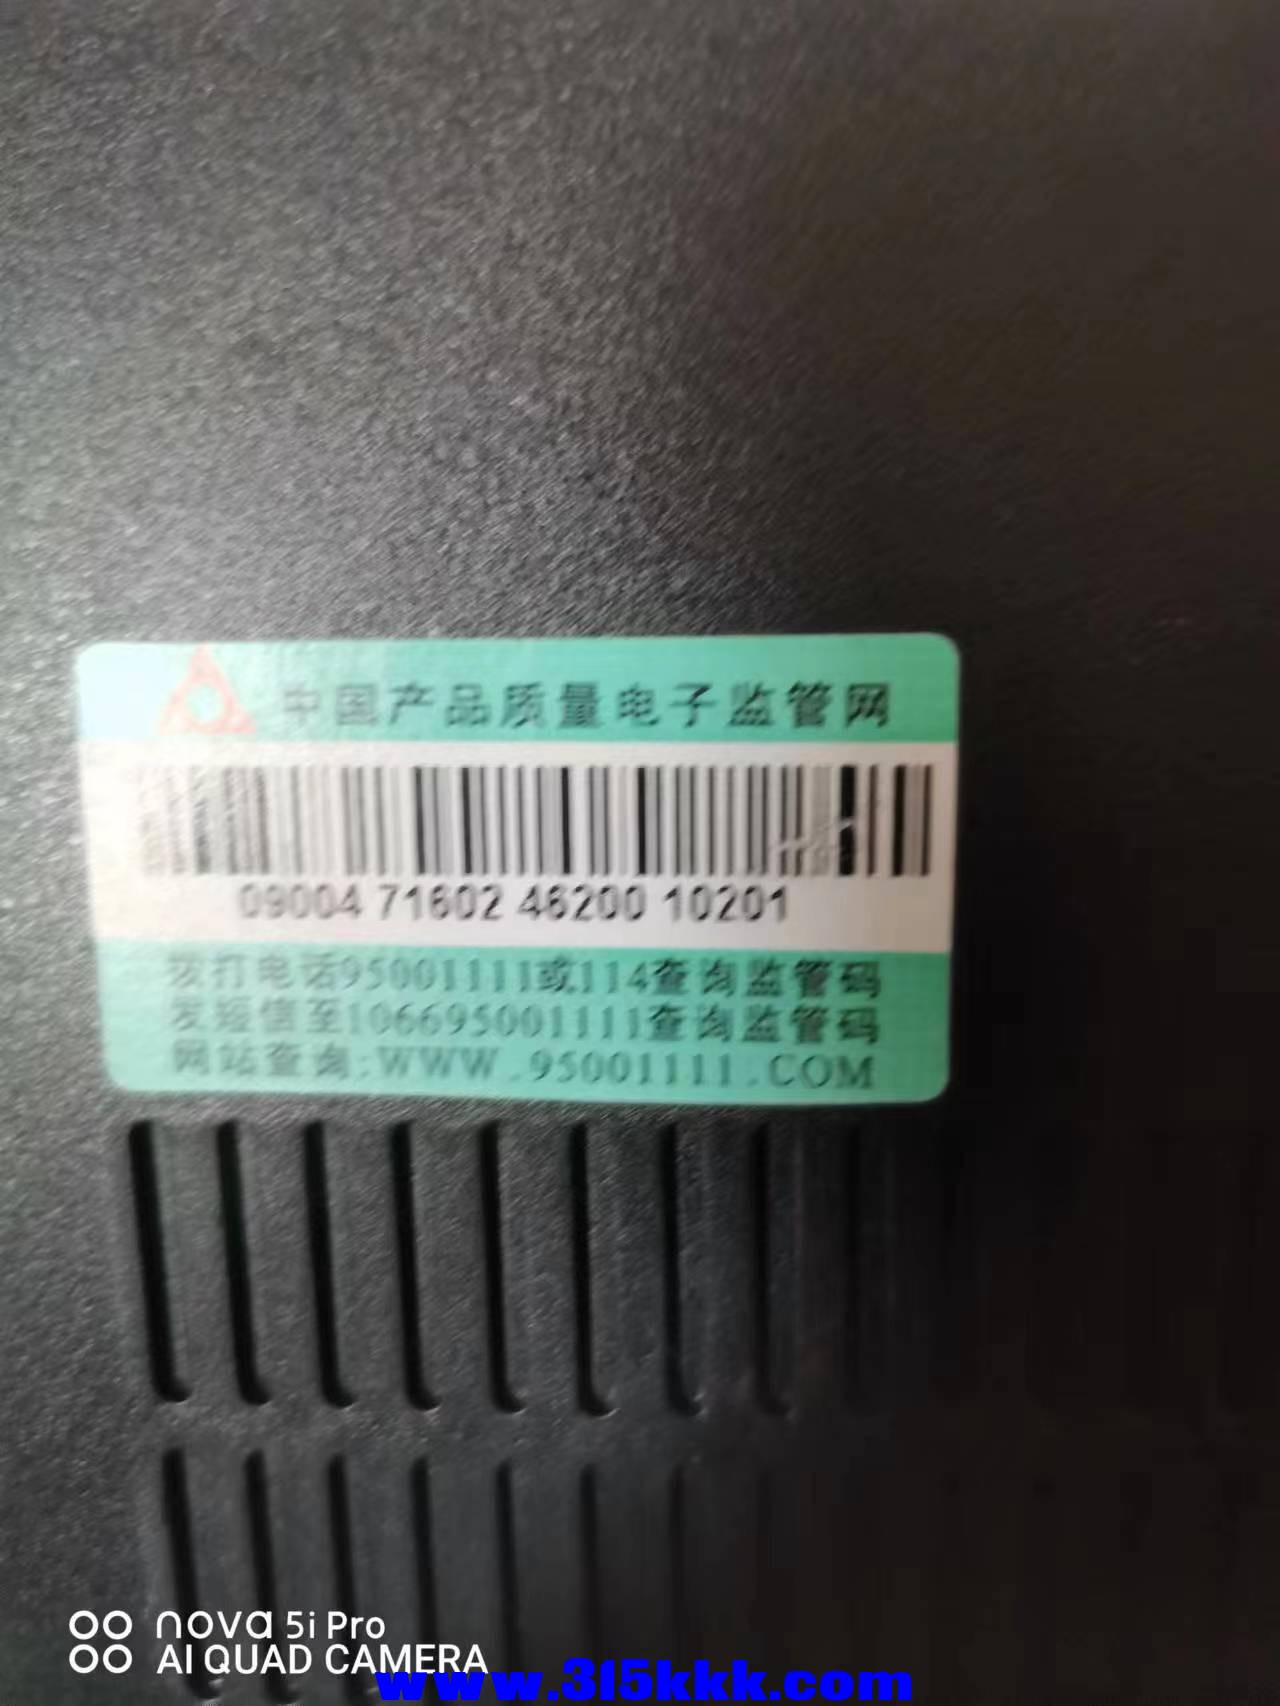 中国产品质量电子监管网
09004 71602 46200 10201
拨打电话95001111或114查询监管码
发短信至106695001111查询监管码
网站查询:WWW.95001111.COM
nova 5i Pro
AI QUAD CAMERA
www.315kkk.com